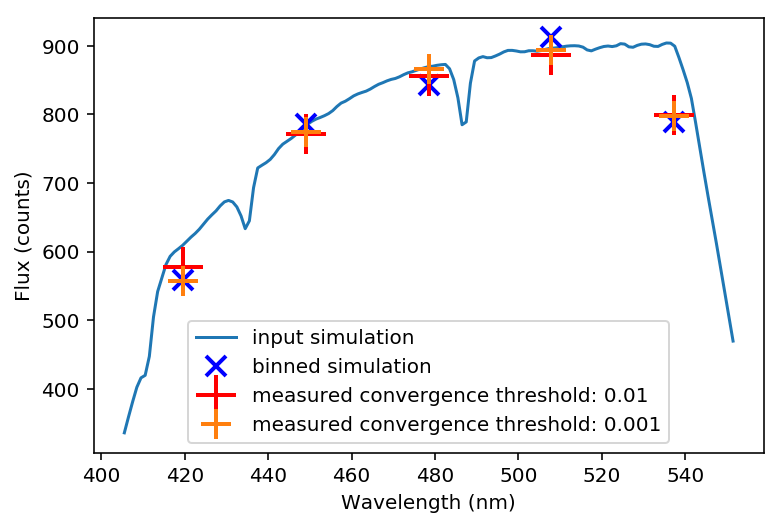 900
800
700
600
500
400
Flux (counts)
input simulation
binned simulation
measured convergence threshold: 0.01
measured convergence threshold: 0.001
400 420 440 460 480 500 520 540
Wavelength (nm)